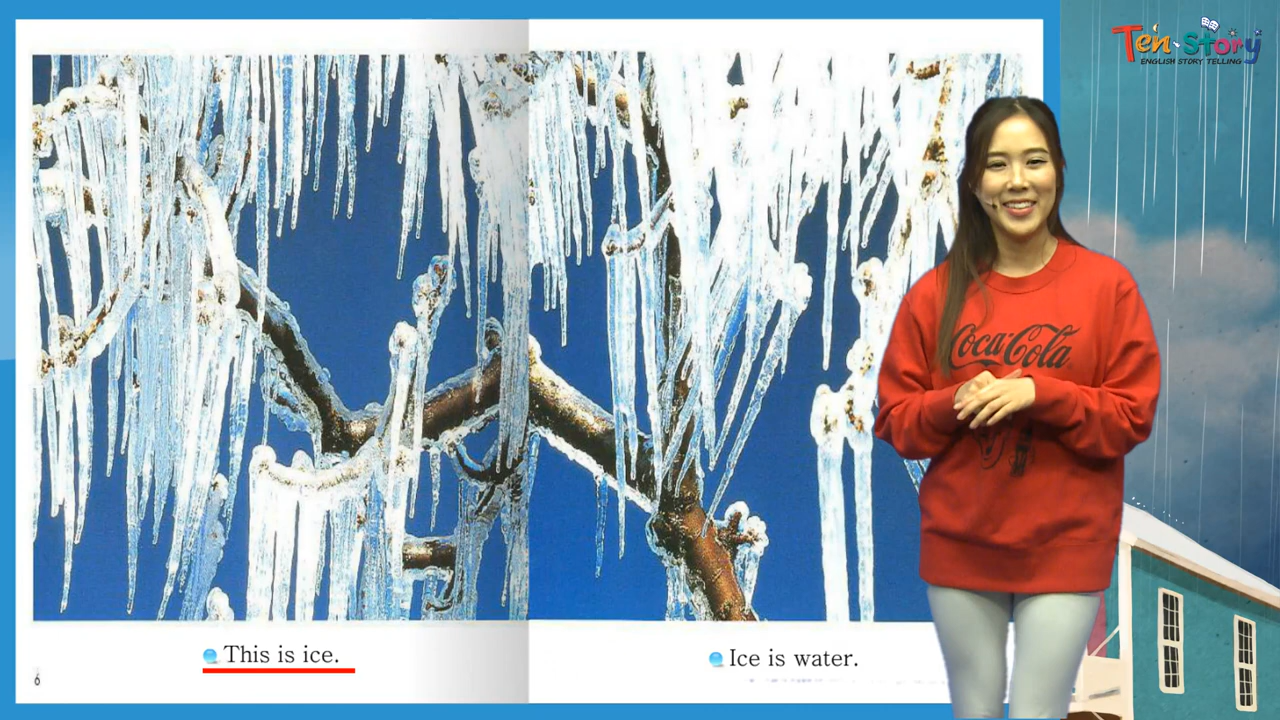 Ten Story
ENGLISH STORY TELLING
Coca-Cola
This is ice.
Ice is water.
6